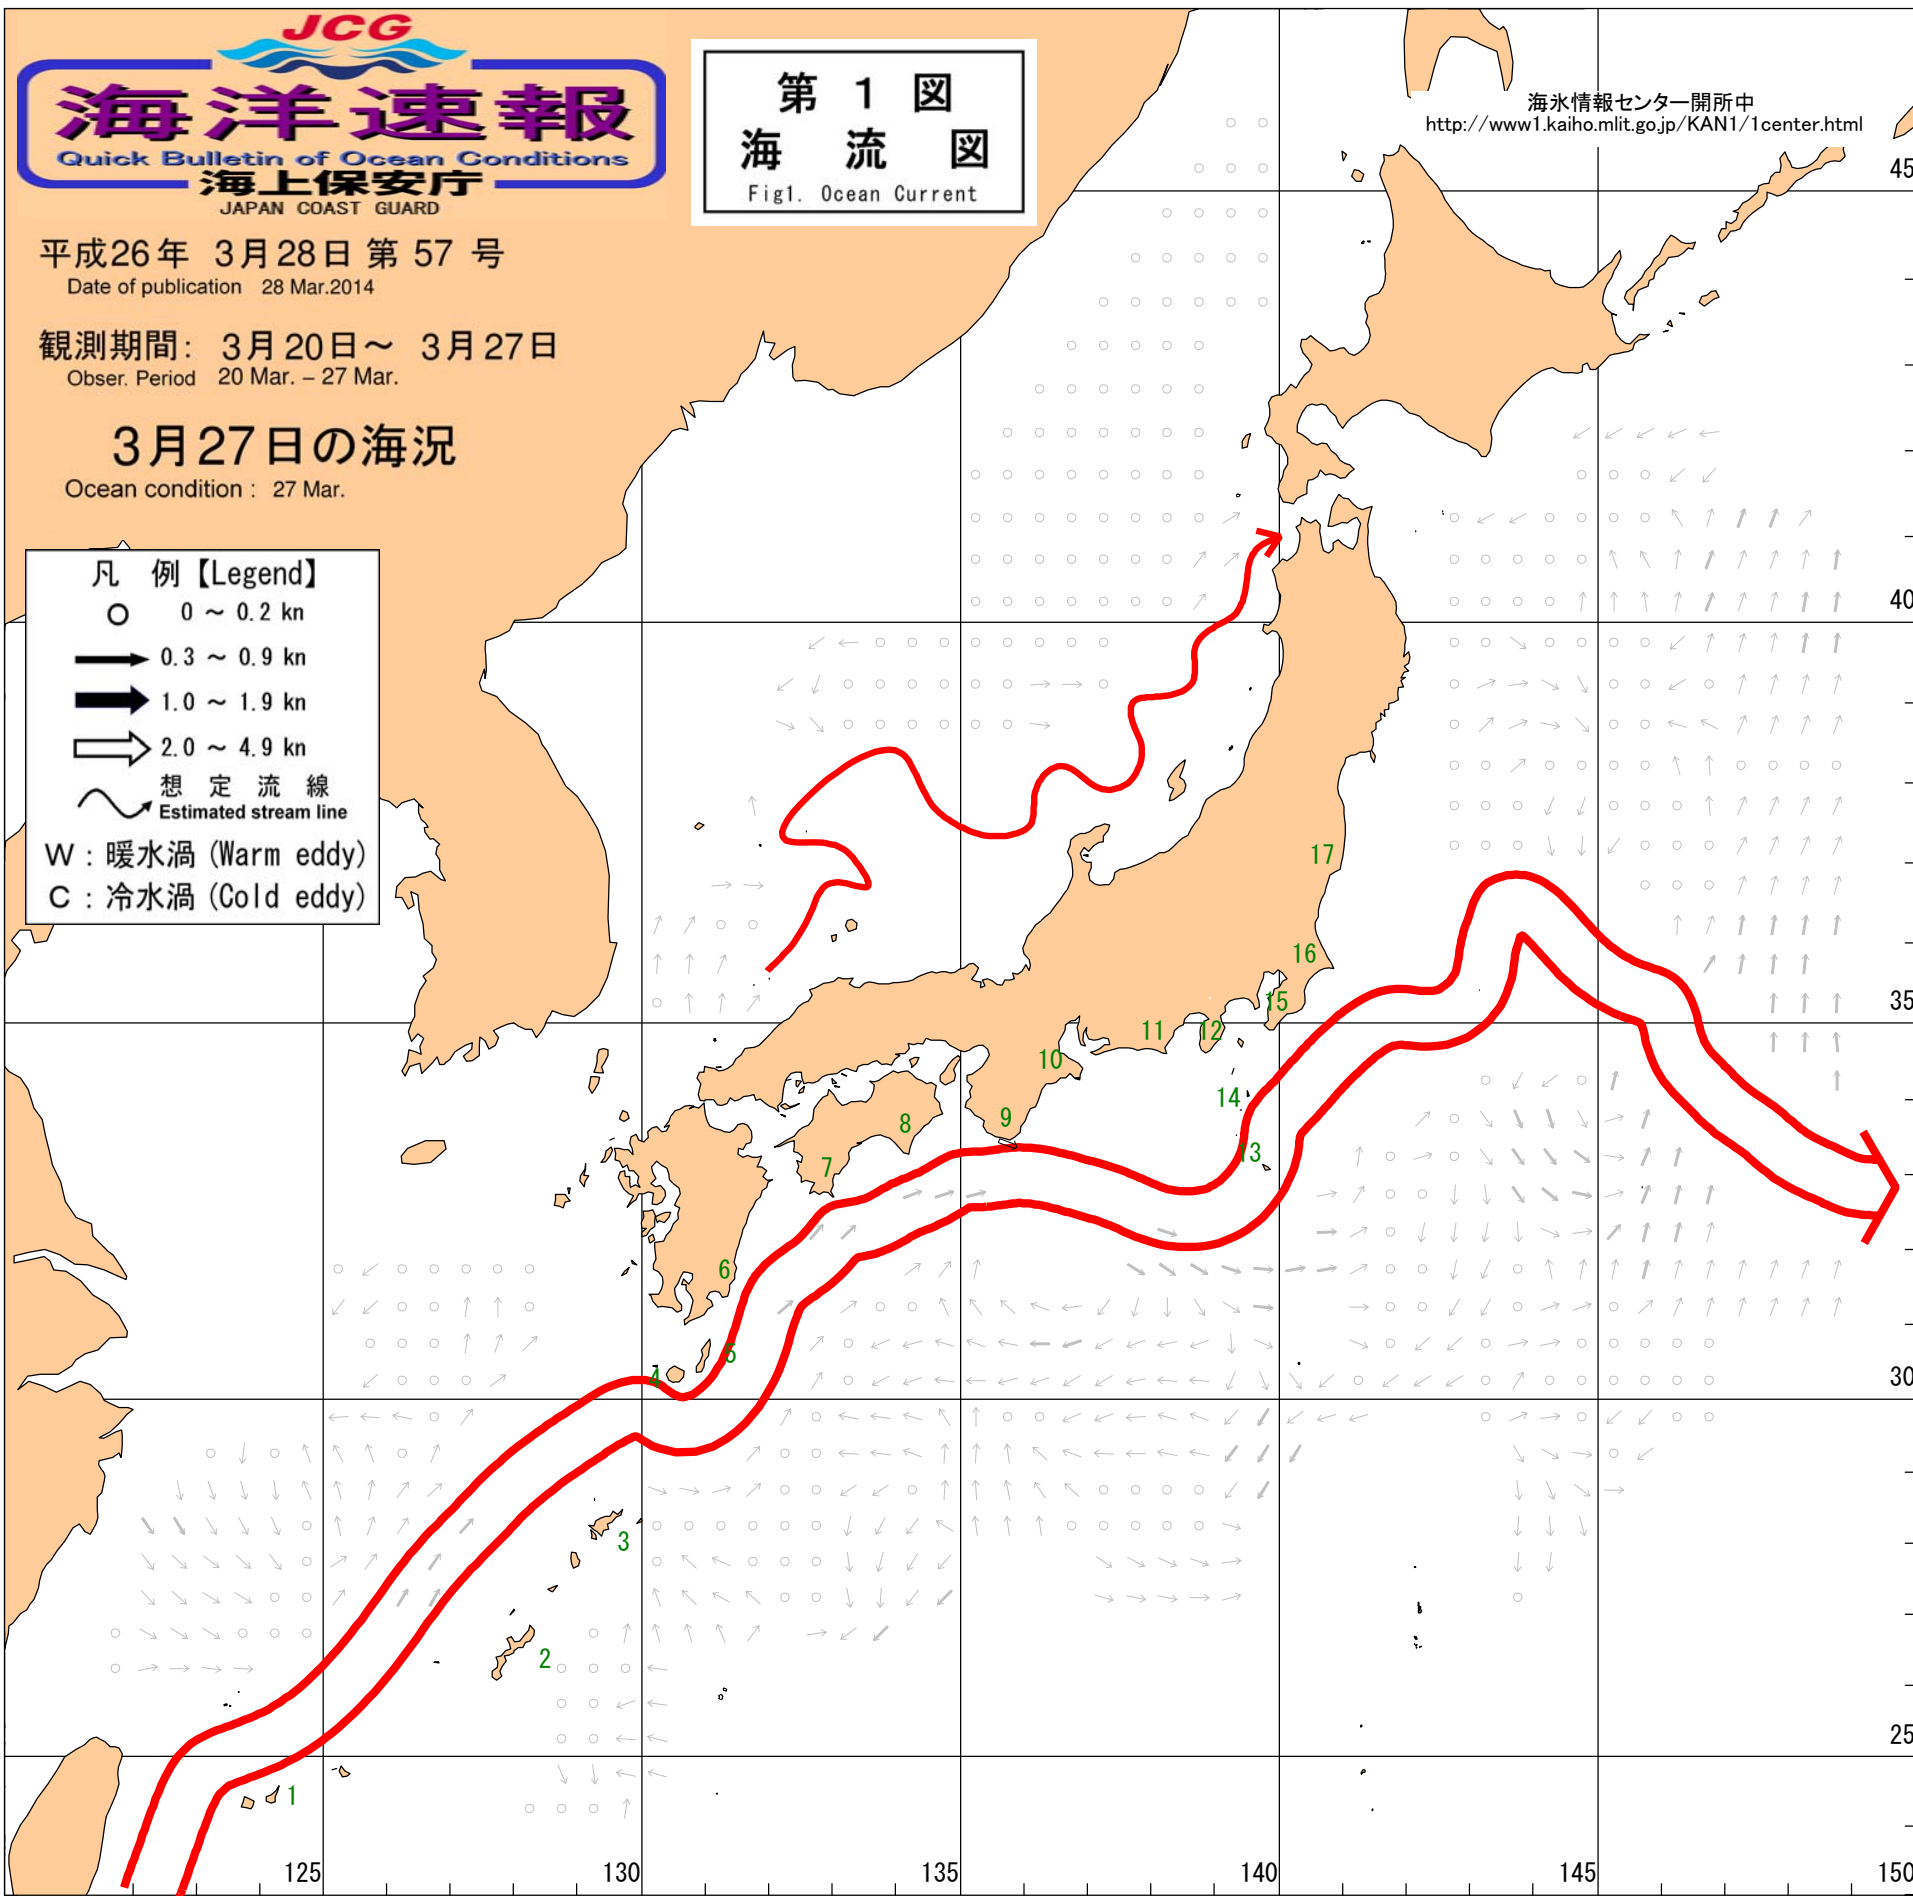 JCG
海洋速報
Quick Bulletin of Ocean Conditions
海上保安庁
JAPAN COAST GUARD
第 1 図
海 流 図
Fig1. Ocean Current
海氷情報センター開所中
http://www1.kaiho.mlit.go.jp/KAN1/1center.html
平成26年 3月28日 第 57 号
Date of publication 28 Mar.2014
観測期間: 3月20日～ 3月27日
Obser. Period 20 Mar. – 27 Mar.
3月27日の海況
Ocean condition : 27 Mar.
凡 例【Legend】
0 ～ 0.2 kn
0.3 ～ 0.9 kn
1.0 ～ 1.9 kn
2.0 ～ 4.9 kn
想 定 流 線
Estimated stream line
W : 暖水渦 (Warm eddy)
C : 冷水渦 (Cold eddy)
45
40
17
16
35
15
12
11
10
14
9
8
13
7
6
5
4
30
3
2
25
1
125
130
135
140
145
150